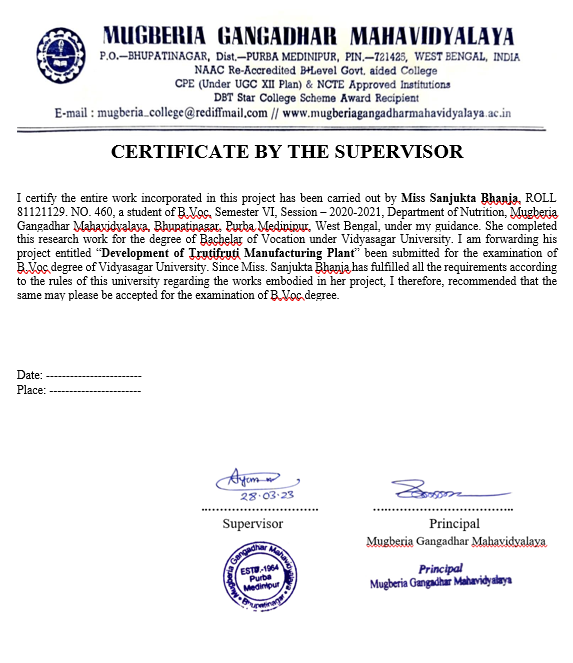 MUGBERIA GANGADHAR MAHAVIDYALAYA
P.O.—BHUPATINAGAR, Dist.—PURBA MEDINIPUR, PIN.—721425, WEST BENGAL, INDIA
NAAC Re-Accredited B+Level Govt. aided College
CPE (Under UGC XII Plan) & NCTE Approved Institutions
DBT Star College Scheme Award Recipient
E-mail : mugberia_college@rediffmail.com // www.mugberiagangadharmahavidyalaya.ac.in
CERTIFICATE BY THE SUPERVISOR
I certify the entire work incorporated in this project has been carried out by Miss Sanjukta Bhanja, ROLL
81121129. NO. 460, a student of B.Voc, Semester VI, Session – 2020-2021, Department of Nutrition, Mugberia
Gangadhar Mahavidyalaya, Bhupatinagar, Purba Medinipur, West Bengal, under my guidance. She completed
this research work for the degree of Bachelar of Vocation under Vidyasagar University. I am forwarding his
project entitled “Development of Trutifruti Manufacturing Plant” been submitted for the examination of
B.Voc degree of Vidyasagar University. Since Miss. Sanjukta Bhanja has fulfilled all the requirements according
to the rules of this university regarding the works embodied in her project, I therefore, recommended that the
same may please be accepted for the examination of B.Voc degree.
Date: ------------------------
Place: -----------------------
28.03.23
Supervisor
Principal
Mugberia Gangadhar Mahavidyalaya
Mugberia Gangadhar Mahavidyalaya
ESTD.-1964
Purba
Medinipur
Bhupatinagar
Principal
Mugberia Gangadhar Mahavidyalaya